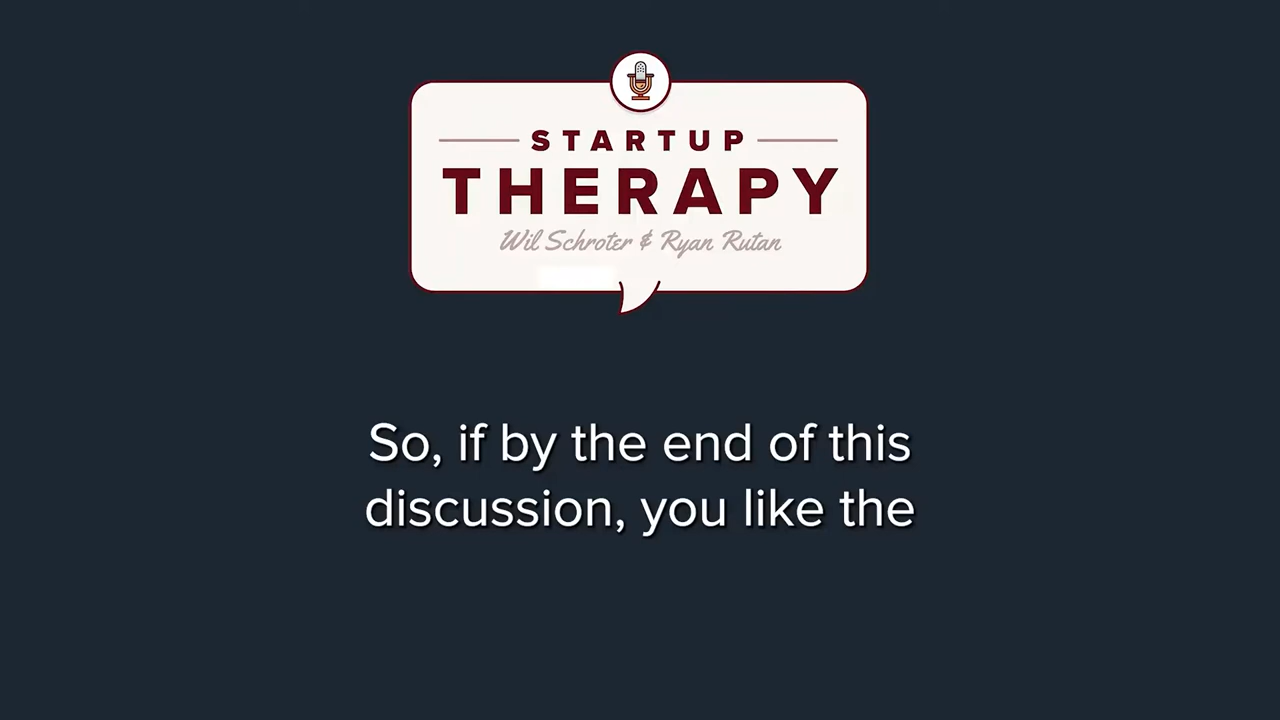 STARTUP
THERAPY
Wil Schroter & Ryan Rutan
So, if by the end of this
discussion, you like the